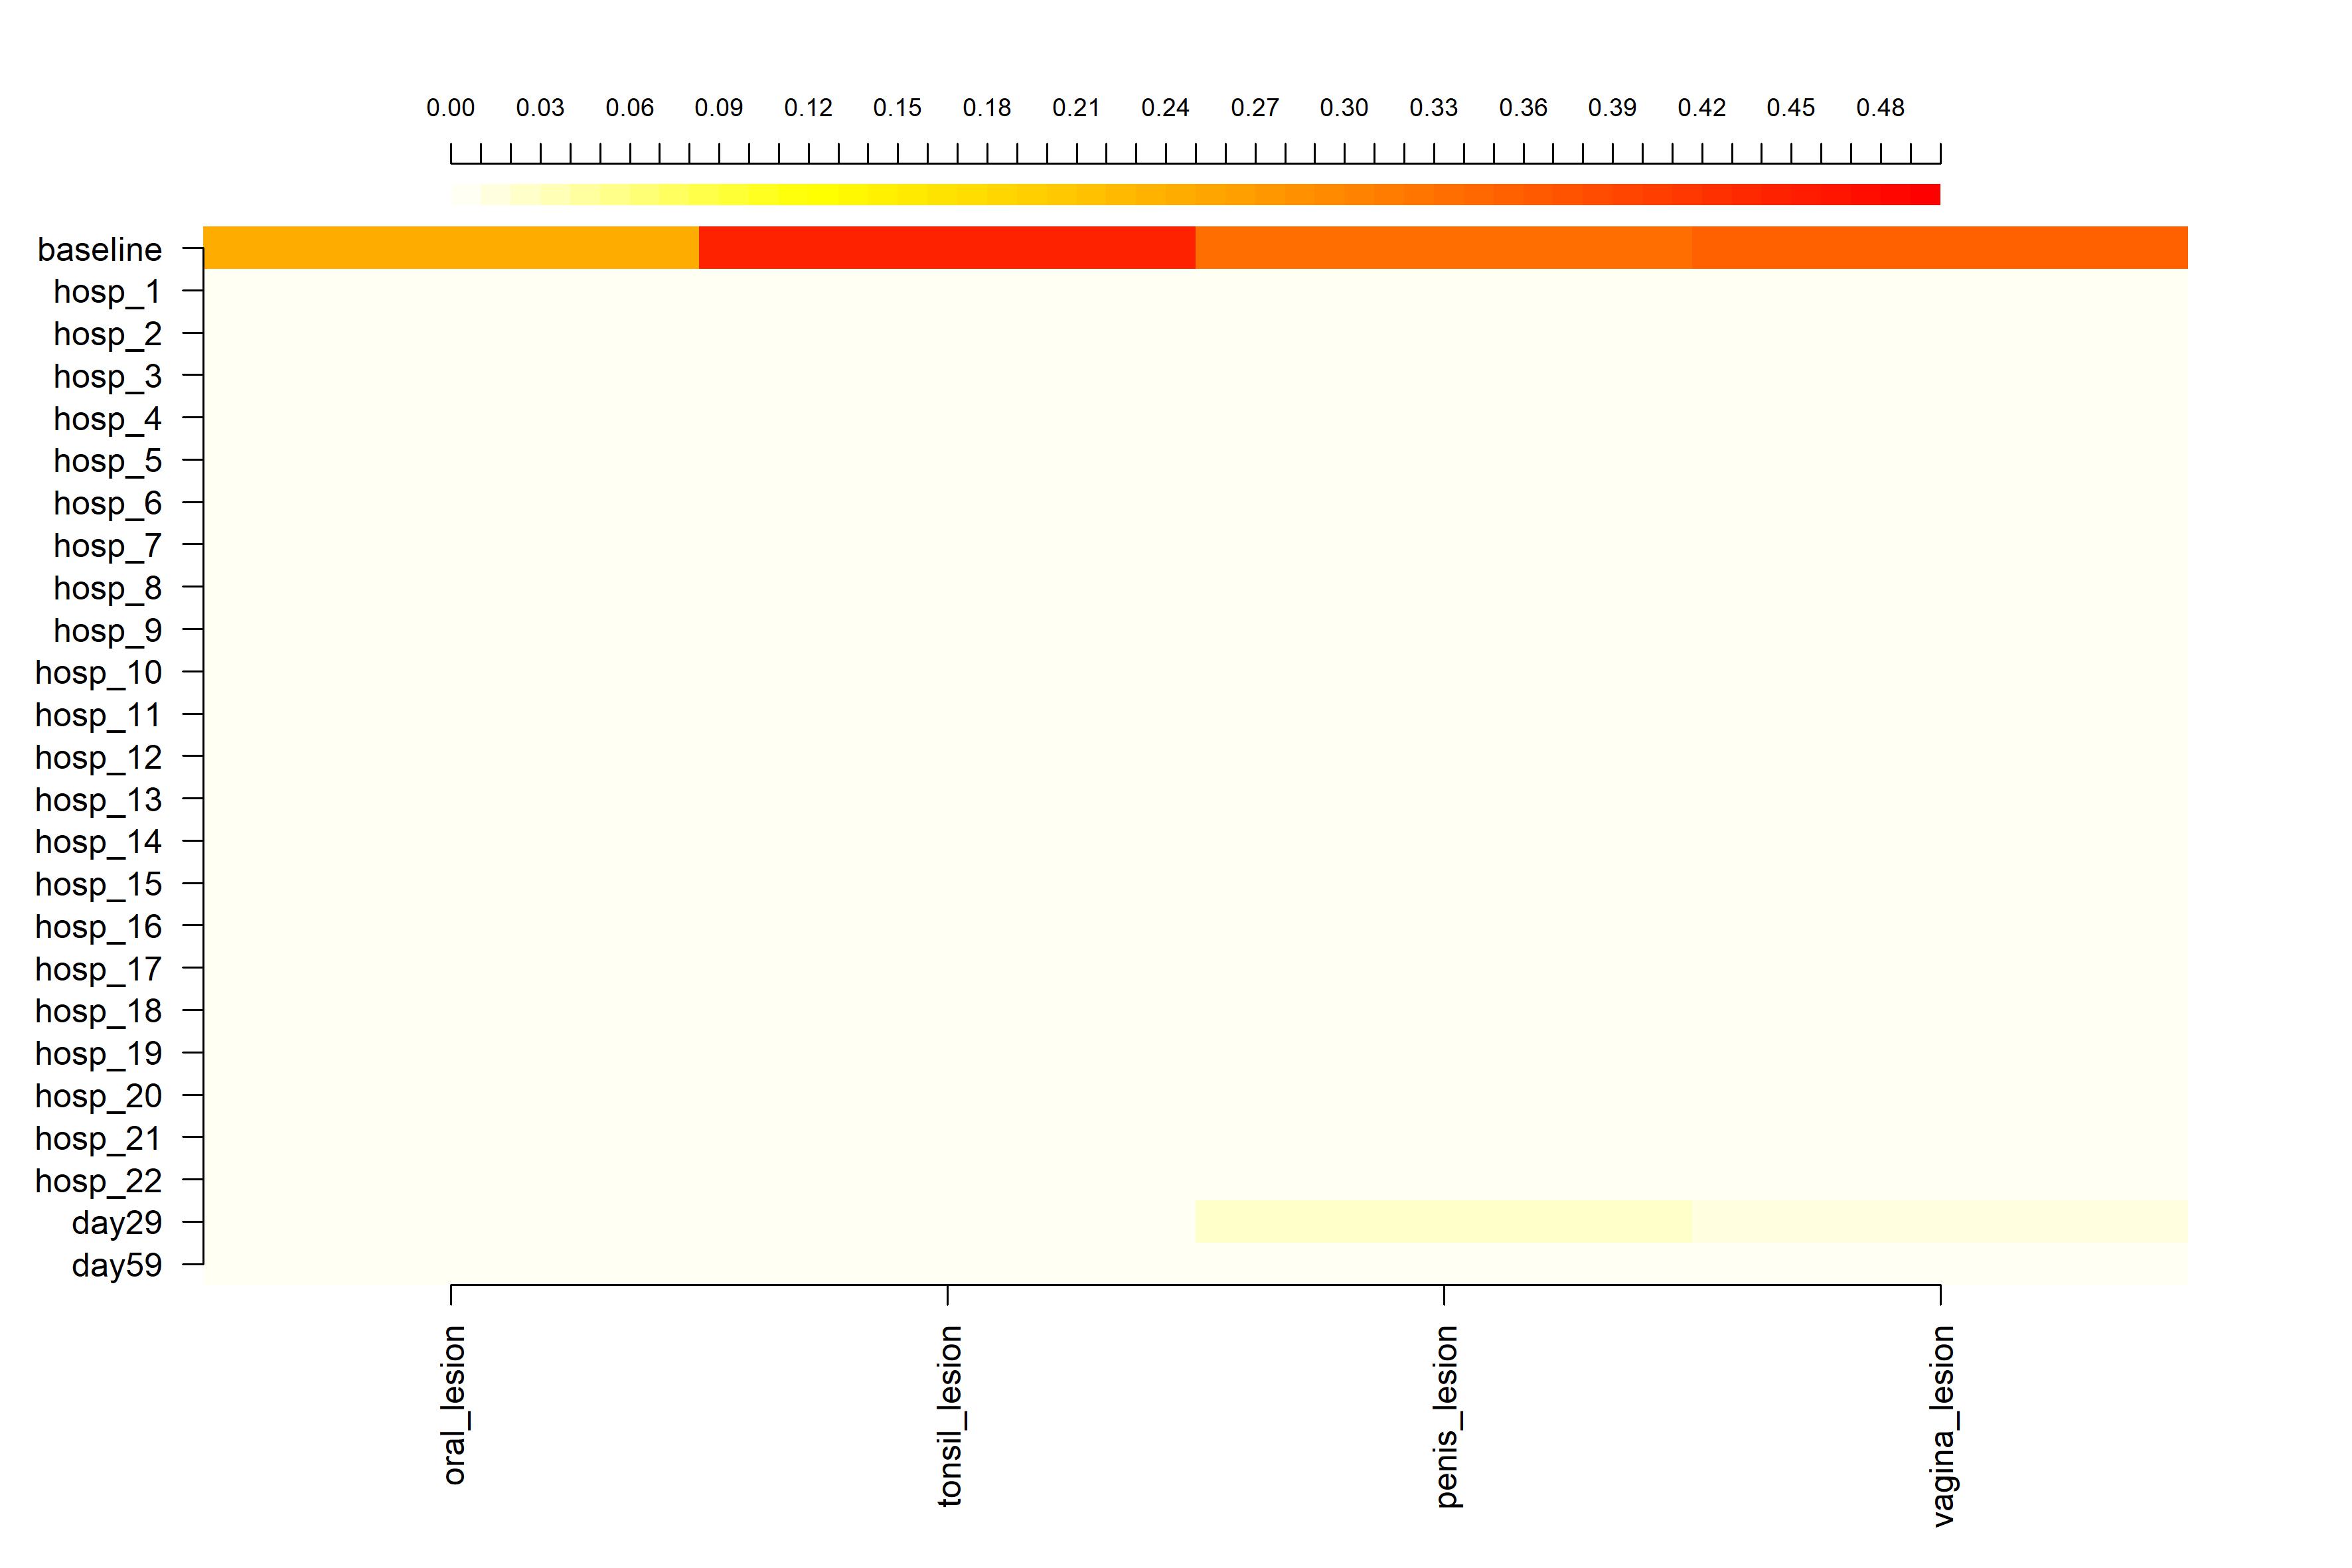 0.00 0.03 0.06 0.09 0.12 0.15 0.18 0.21 0.24 0.27 0.30 0.33 0.36 0.39 0.42 0.45 0.48
baseline
hosp_1
hosp_2
hosp_3
hosp_4
hosp_5
hosp_6
hosp_7
hosp_8
hosp_9
hosp_10
hosp_11
hosp_12
hosp_13
hosp_14
hosp_15
hosp_16
hosp_17
hosp_18
hosp_19
hosp_20
hosp_21
hosp_22
day29
day59
oral_lesion
tonsil_lesion
penis_lesion
vagina_lesion